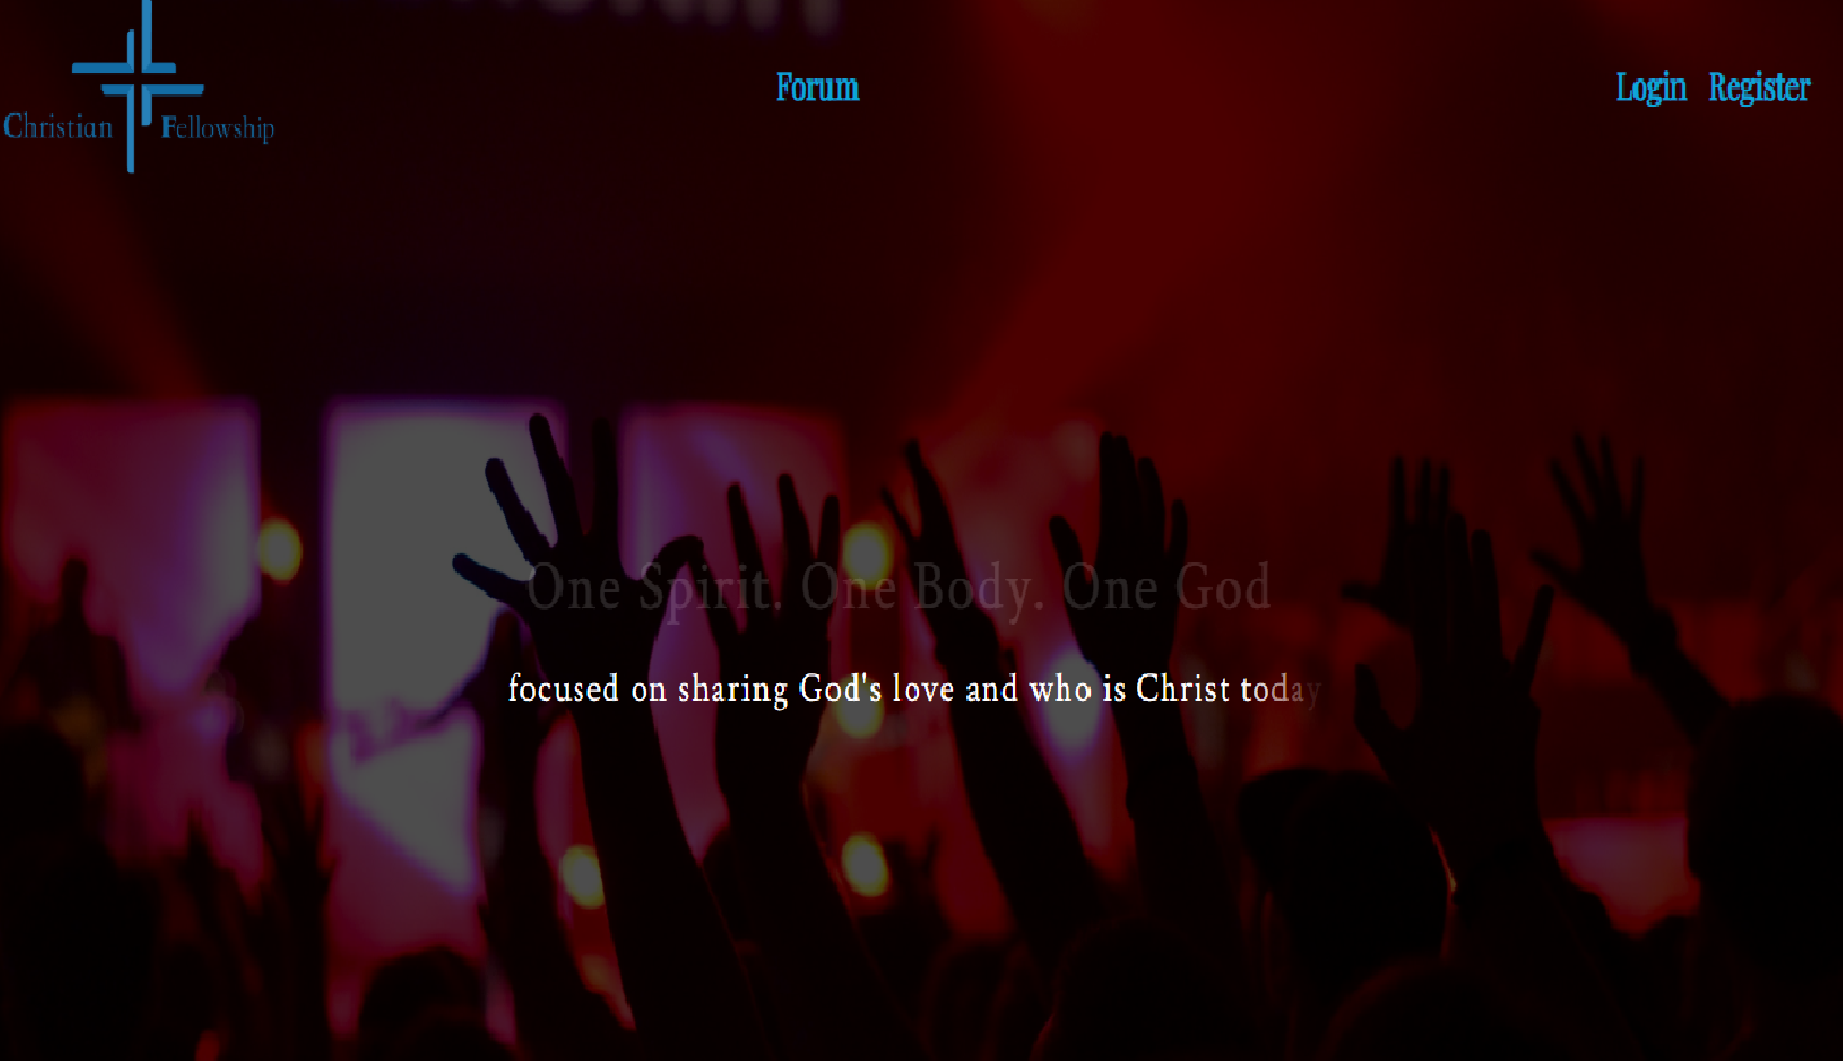 Christian Fellowship
Forum
Login Register
One Spirit. One Body. One God
focused on sharing God's love and who is Christ today